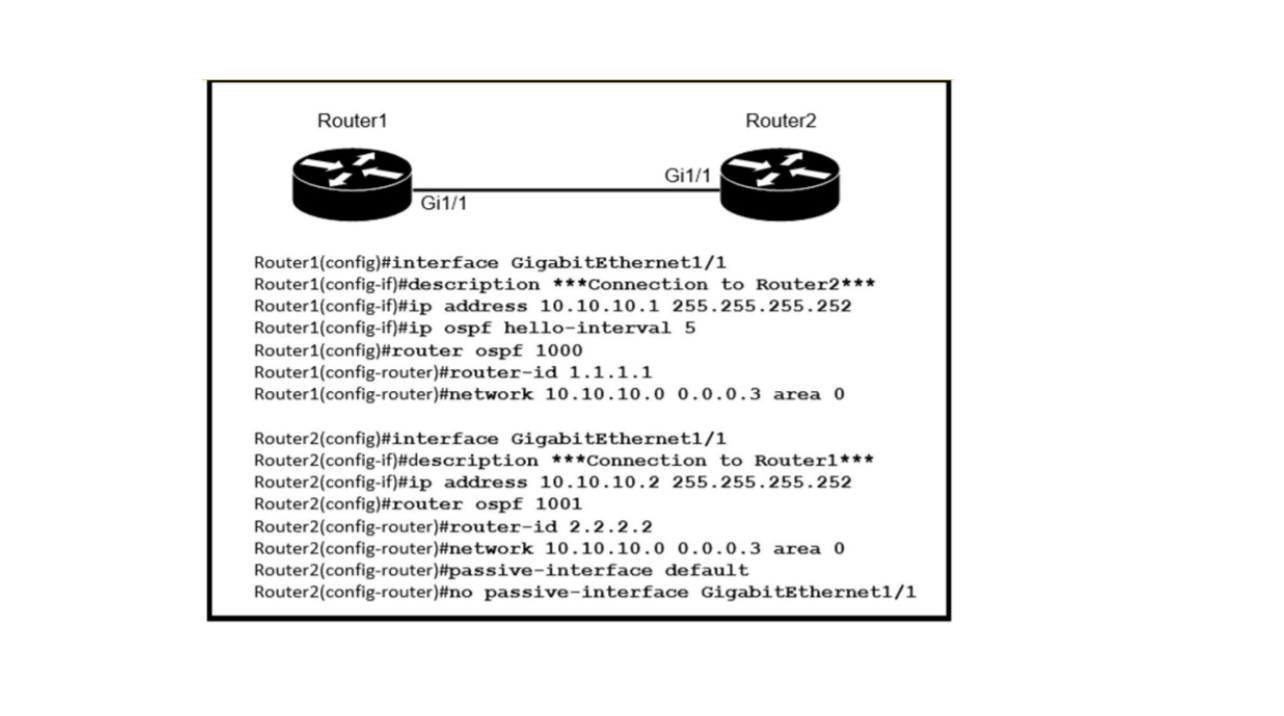 Router1
Router2
Gi1/1
Gi1/1
Router1(config)#interface GigabitEthernet1/1
Router1(config-if)#description ***Connection to Router2***
Router1(config-if)#ip address 10.10.10.1 255.255.255.252
Router1(config-if)#ip ospf hello-interval 5
Router1(config)#router ospf 1000
Router1(config-router)#router-id 1.1.1.1
Router1(config-router)#network 10.10.10.0 0.0.0.3 area 0
Router2(config)#interface GigabitEthernet1/1
Router2(config-if)#description ***Connection to Router1***
Router2(config-if)#ip address 10.10.10.2 255.255.255.252
Router2(config)#router ospf 1001
Router2(config-router)#router-id 2.2.2.2
Router2(config-router)#network 10.10.10.0 0.0.0.3 area 0
Router2(config-router)#passive-interface default
Router2(config-router)#no passive-interface GigabitEthernet1/1